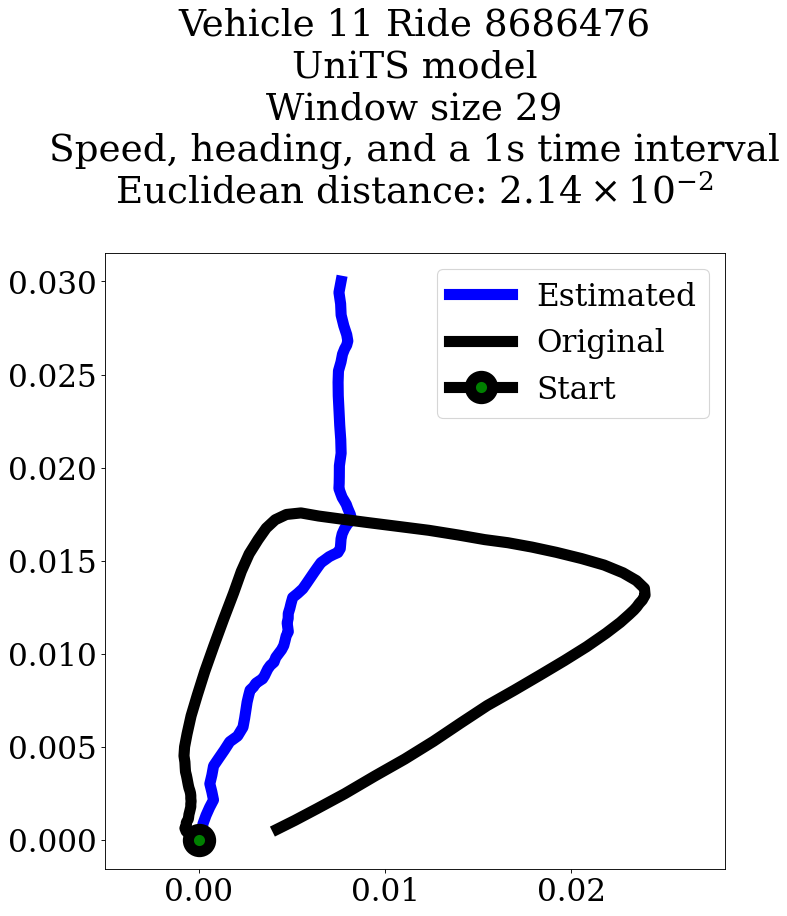 Vehicle 11 Ride 8686476
UniTS model
Window size 29
Speed, heading, and a 1s time interval
Euclidean distance: 2.14 × 10⁻²
Estimated
Original
Start
0.030
0.025
0.020
0.015
0.010
0.005
0.000
0.00 0.01 0.02